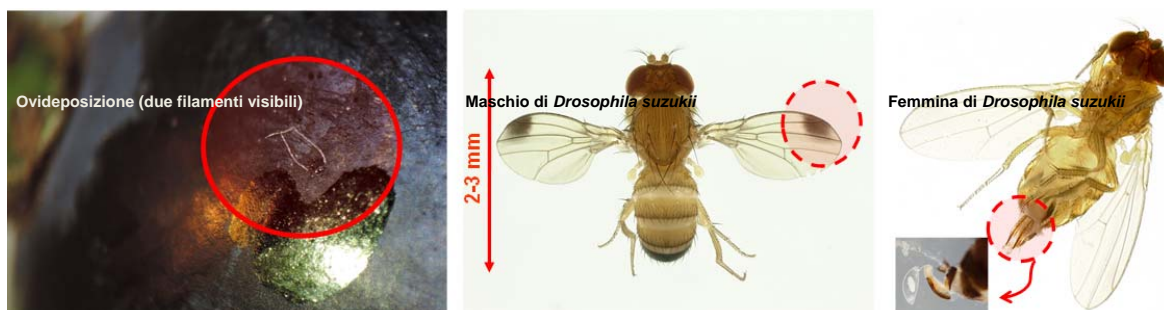 Ovideposizione (due filamenti visibili)
Maschio di Drosophila suzukii
Femmina di Drosophila suzukii
2-3 mm